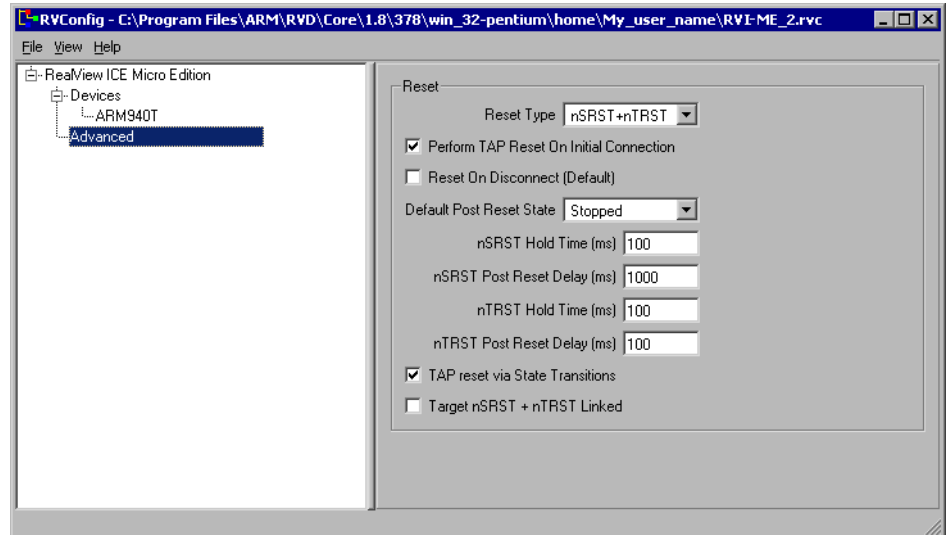 RVConfig - C:\Program Files\ARM\RVD\Core\1.8\378\win_32-pentium\home\My_user_name\RVI-ME_2.rvc
File View Help
RealView ICE Micro Edition
Devices
ARM940T
Advanced
Reset
Reset Type nSRST+nTRST
Perform TAP Reset On Initial Connection
Reset On Disconnect (Default)
Default Post Reset State Stopped
nSRST Hold Time (ms) 100
nSRST Post Reset Delay (ms) 1000
nTRST Hold Time (ms) 100
nTRST Post Reset Delay (ms) 100
TAP reset via State Transitions
Target nSRST + nTRST Linked